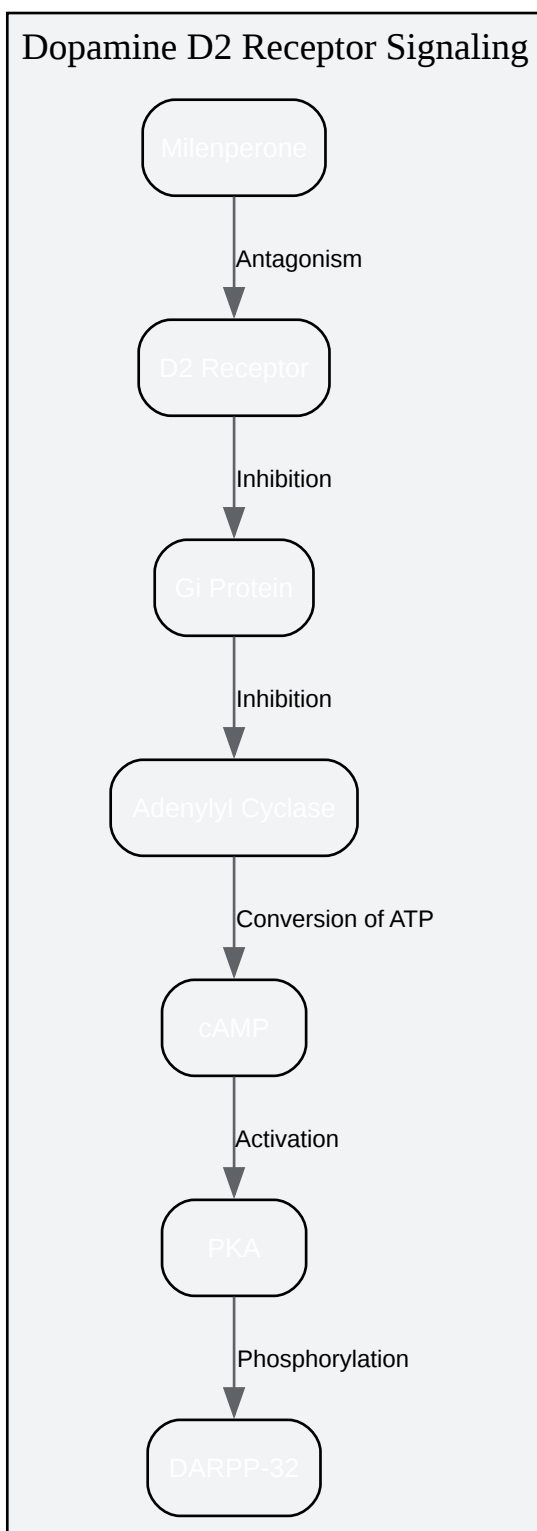 Dopamine D2 Receptor Signaling
Milenperone
Antagonism
D2 Receptor
Inhibition
Gi Protein
Inhibition
Adenylyl Cyclase
Conversion of ATP
cAMP
Activation
PKA
Phosphorylation
DARPP-32